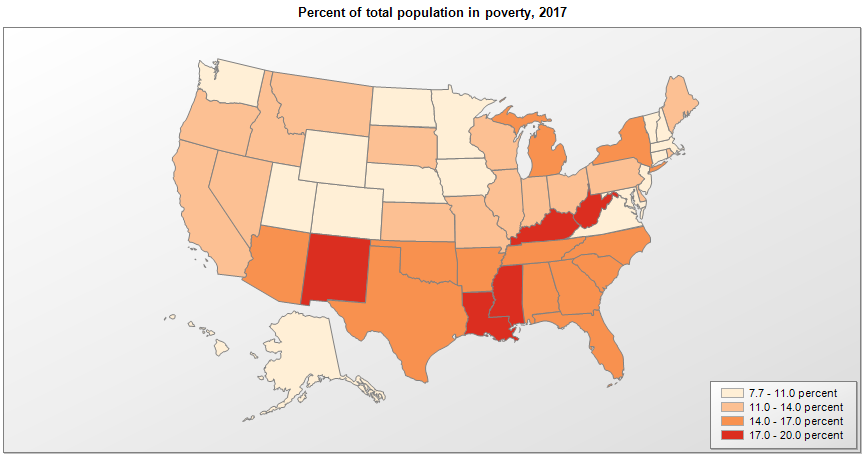 Percent of total population in poverty, 2017
7.7 - 11.0 percent
11.0 - 14.0 percent
14.0 - 17.0 percent
17.0 - 20.0 percent